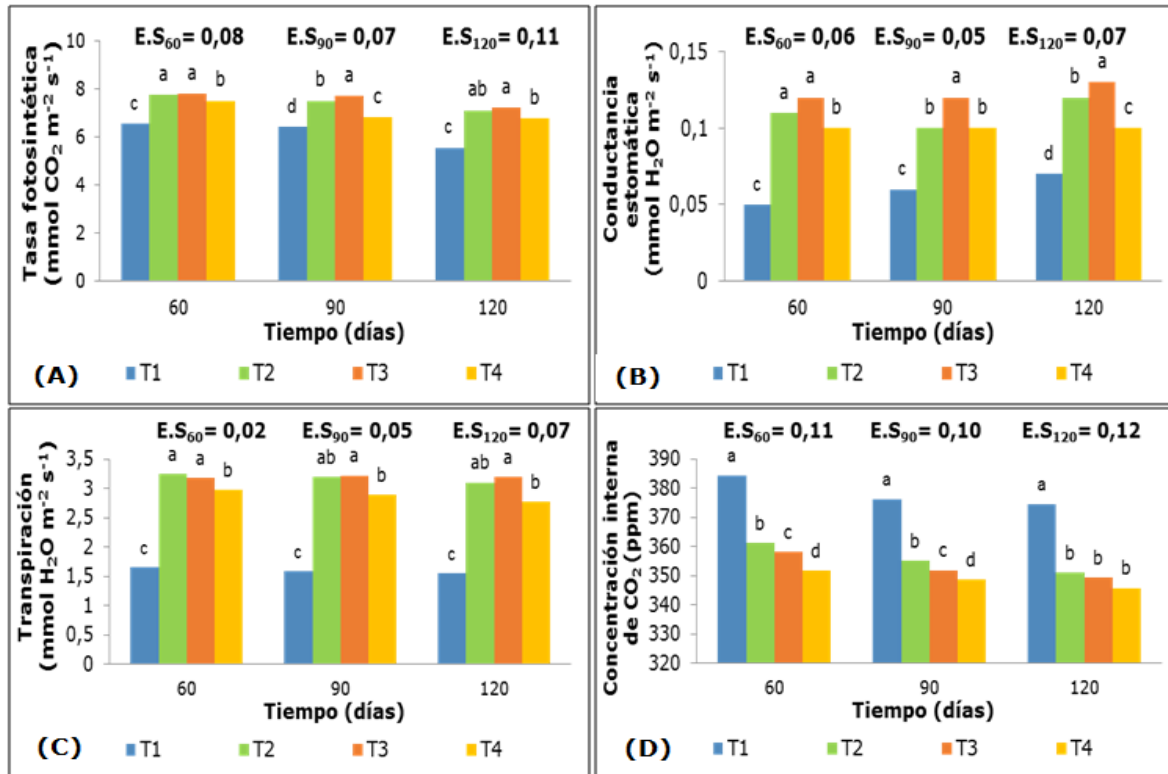 E.S₆₀= 0,08 E.S₉₀= 0,07 E.S₁₂₀= 0,11
Tasa fotosintética
(mmol CO₂ m⁻² s⁻¹)
10
8
6
4
2
0
c a a b
d b a c
c ab a b
60 90 120
Tiempo (días)
(A) T1 T2 T3 T4
E.S₆₀= 0,06 E.S₉₀= 0,05 E.S₁₂₀= 0,07
Conductancia
estomática
(mmol H₂O m⁻² s⁻¹)
0,15
0,1
0,05
0
c a a b
c b a b
d b a c
60 90 120
Tiempo (días)
(B) T1 T2 T3 T4
E.S₆₀= 0,02 E.S₉₀= 0,05 E.S₁₂₀= 0,07
Transpiración
(mmol H₂O m⁻² s⁻¹)
3,5
3
2,5
2
1,5
1
0,5
0
c a a b
c ab a b
c ab a b
60 90 120
Tiempo (días)
(C) T1 T2 T3 T4
E.S₆₀= 0,11 E.S₉₀= 0,10 E.S₁₂₀= 0,12
Concentración interna
de CO₂ (ppm)
390
380
370
360
350
340
330
320
a b c d
a b c d
a b b b
60 90 120
Tiempo (días)
(D) T1 T2 T3 T4